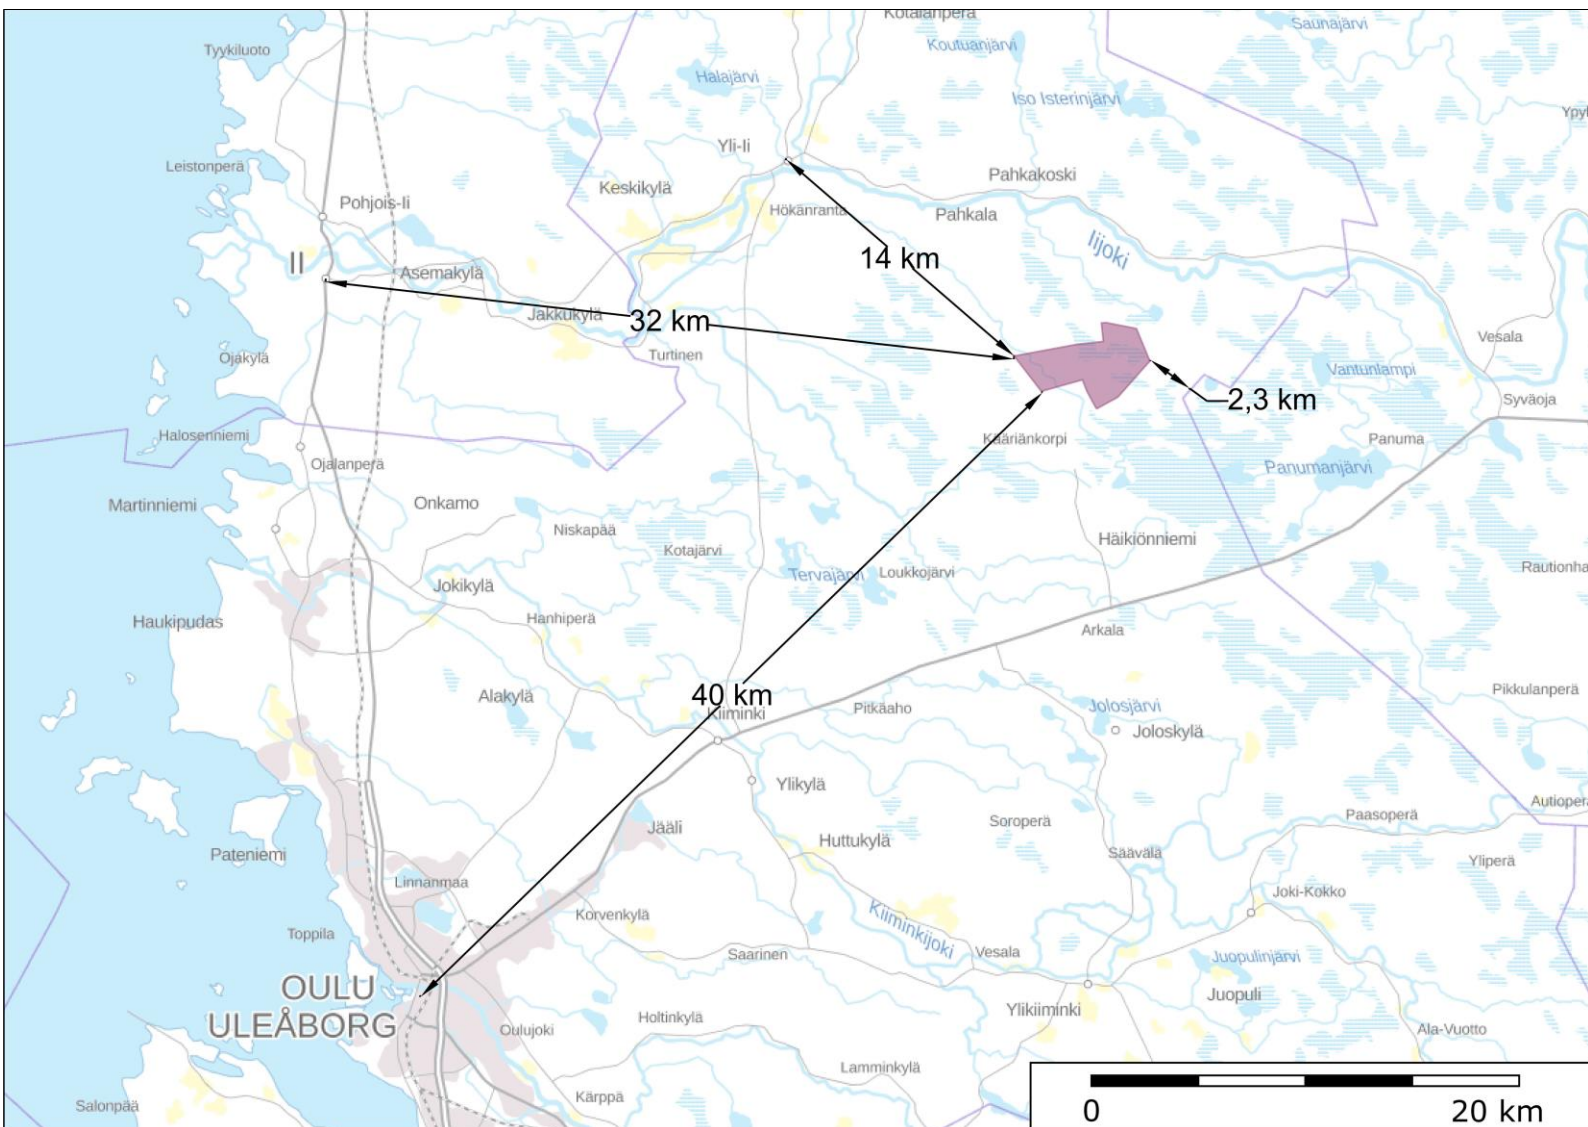 Kotalanperä
Tyykiluoto
Koutuanjärvi
Saunajärvi
Halajärvi
Iso Isterinjärvi
Yli-Ii
Leistonperä
Pahkakoski
Keskikylä
Pohjois-Ii
Hökänranta
Pahkala
Iijoki
II
14 km
Asemakylä
Jakkukylä
32 km
Vesala
Ojakylä
Turtinen
Vantunlampi
2,3 km
Syväoja
Halosenniemi
Kääriänkorpi
Panuma
Ojalanperä
Panumanjärvi
Martinniemi
Onkamo
Niskapää
Kotajärvi
Häikiönniemi
Tervajärvi
Loukkojärvi
Jokikylä
Haukipudas
Hanhiperä
Arkala
Alakylä
40 km
Kiiminki
Pitkäaho
Jolosjärvi
Pikkulanperä
Joloskylä
Ylikylä
Jääli
Soroperä
Paasoperä
Pateniemi
Huttukylä
Säävälä
Yliperä
Linnanmaa
Joki-Kokko
Korvenkylä
Kiiminkijoki
Toppila
Saarinen
Vesala
Juopulinjärvi
OULU
ULEÅBORG
Juopuli
Ylikiiminki
Oulujoki
Holtinkylä
Ala-Vuotto
Lamminkylä
Kärppä
Salonpää
0 20 km